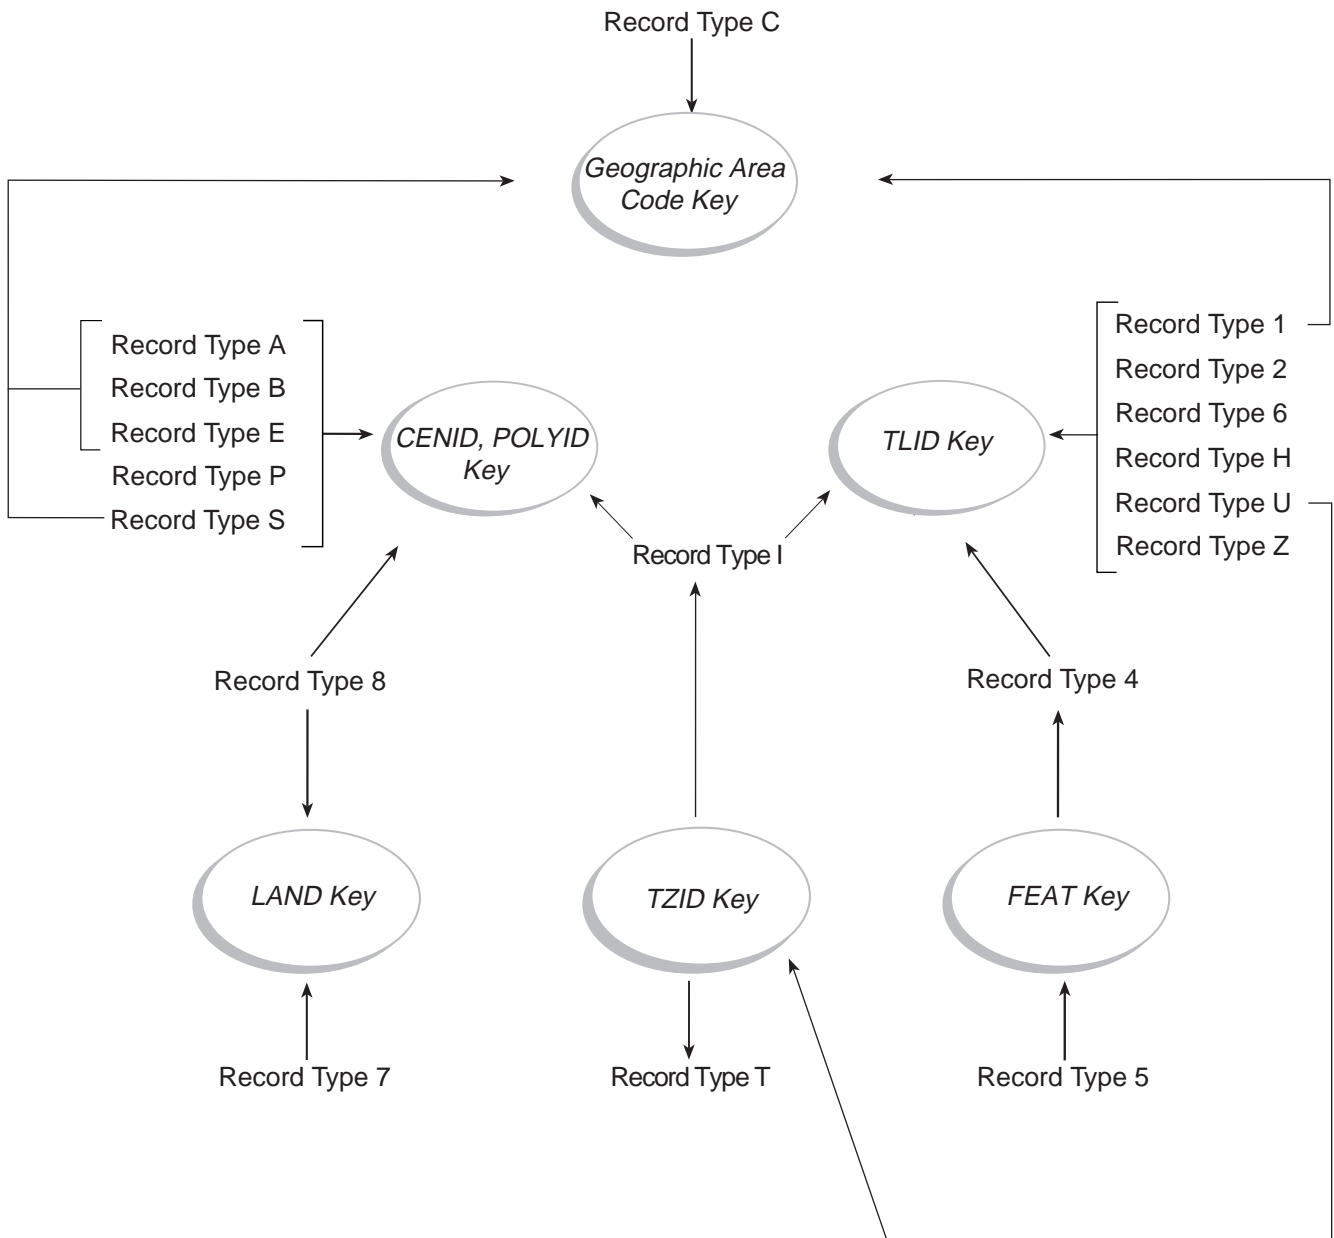 Record Type C
Geographic Area
Code Key
Record Type A
Record Type B
Record Type E
Record Type P
Record Type S
CENID, POLYID
Key
TLID Key
Record Type 1
Record Type 2
Record Type 6
Record Type H
Record Type U
Record Type Z
Record Type I
Record Type 8
Record Type 4
LAND Key
TZID Key
FEAT Key
Record Type 7
Record Type T
Record Type 5